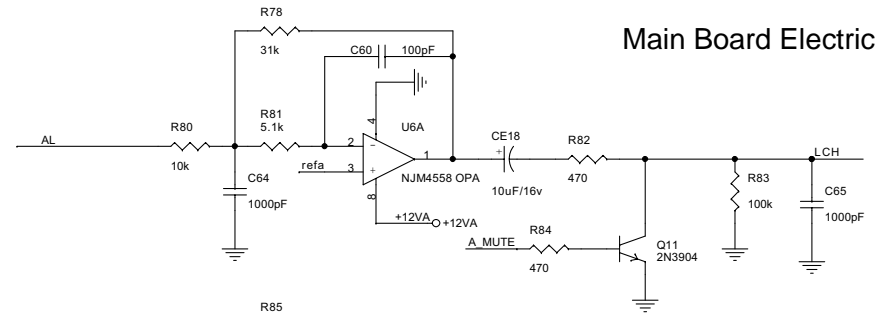 R78
Main Board Electric
31k
C60 100pF
R81
5.1k
R80
4
U6A
CE18
R82
AL
2
-
1
LCH
10k
refa
3
+
NJM4558 OPA
+
C64
1000pF
8
10uF/16v
470
R83
100k
C65
1000pF
+12VA
+12VA
R84
A_MUTE
Q11
2N3904
470
R85